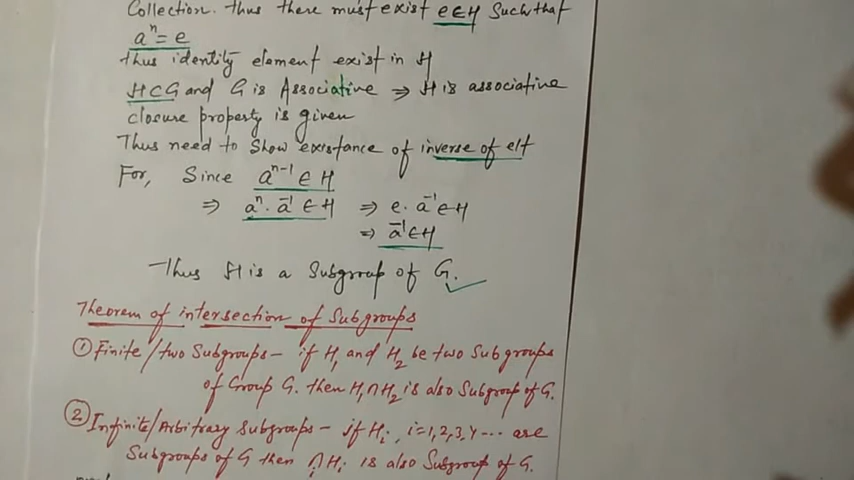 Collection. thus there must exist e∈H such that
aⁿ = e
thus identity element exist in H
H⊂G and G is Associative ⇒ H is associative
closure property is given
Thus need to show existance of inverse of elt
For, Since aⁿ⁻¹ ∈ H
⇒ aⁿ. a⁻¹ ∈ H ⇒ e. a⁻¹ ∈ H
⇒ a⁻¹ ∈ H
Thus H is a Subgroup of G.
Theorem of intersection of Subgroups
① Finite/two Subgroups – if H₁ and H₂ be two Subgroups
of Group G. then H₁∩H₂ is also Subgroup of G.
② Infinite/Arbitrary Subgroups – if Hᵢ, i=1,2,3,4.... are
Subgroups of G then ∩ᵢHᵢ is also Subgroup of G.